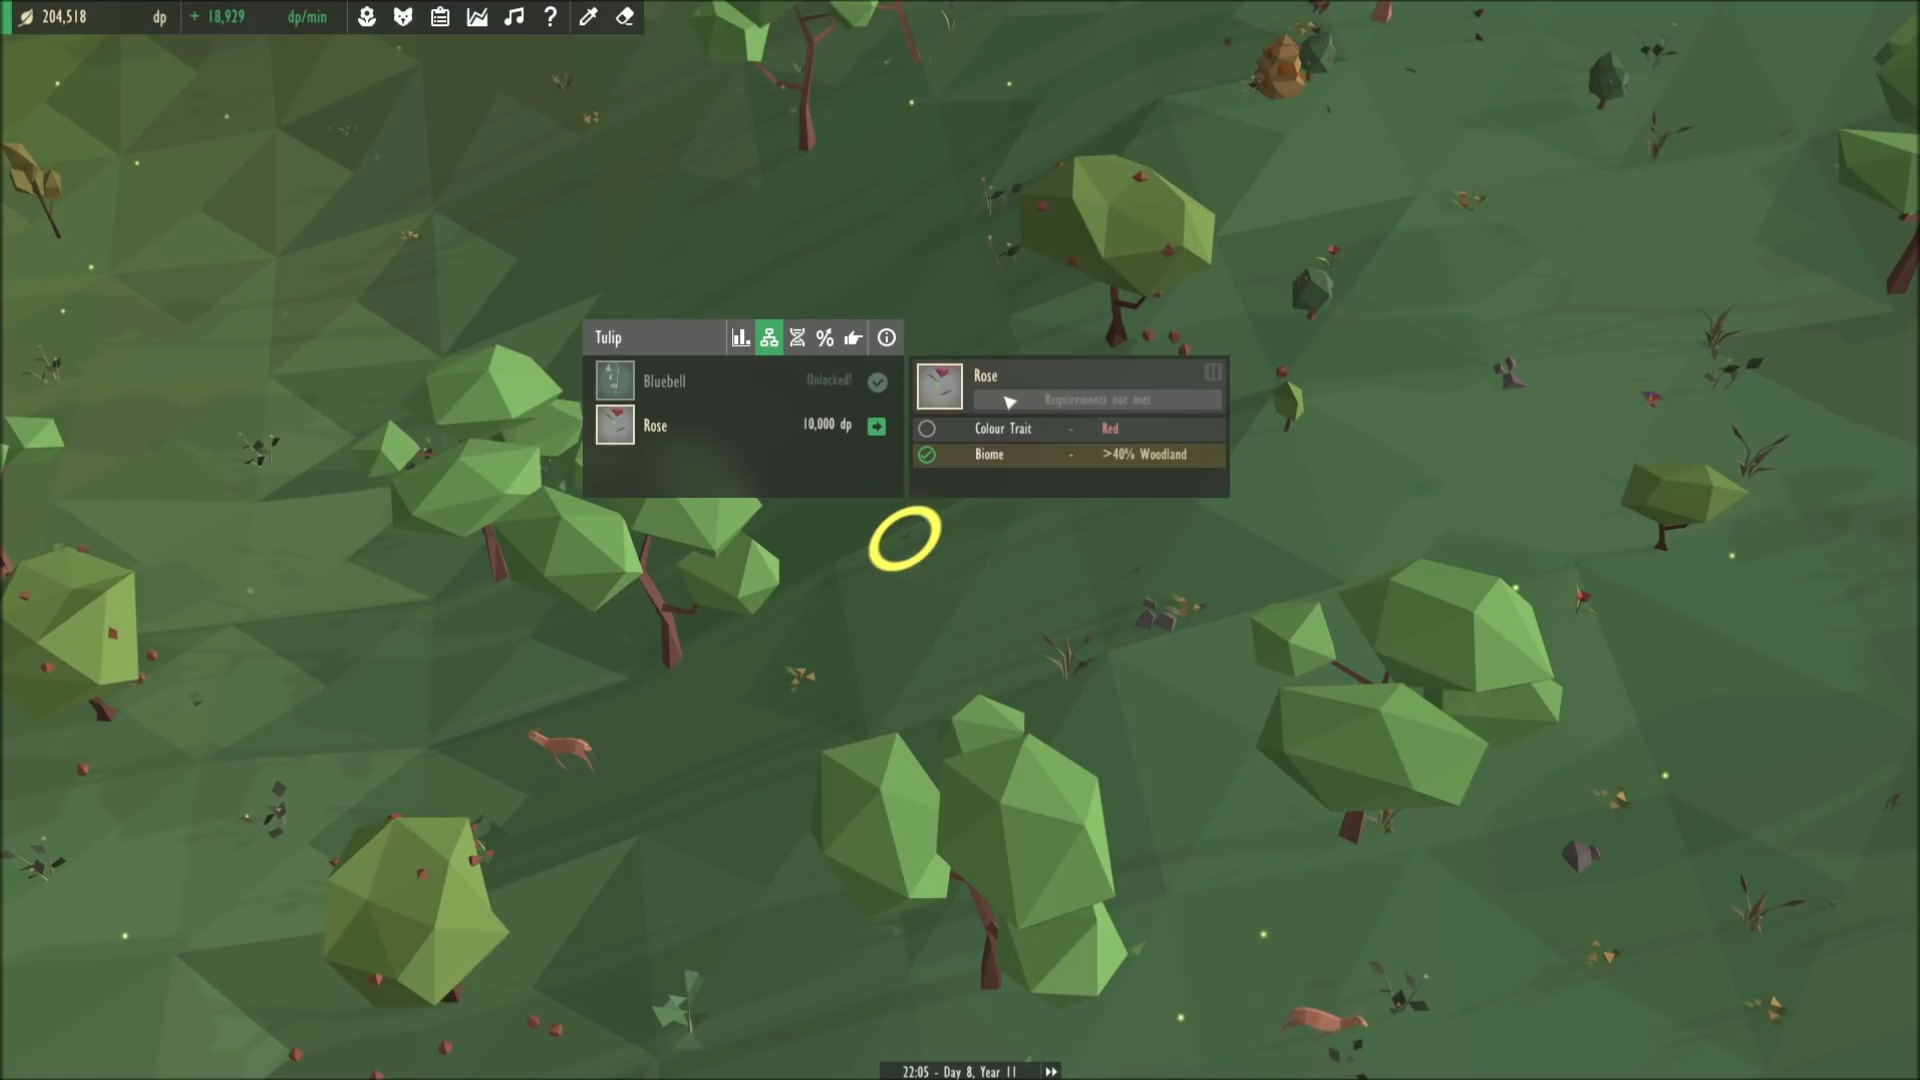 204,518 dp + 18,929 dp/min ?
Tulip
Bluebell Unlocked!
Rose 10,000 dp
Rose
Requirements not met
Colour Trait - Red
Biome - >40% Woodland
22:05 - Day 8, Year 11